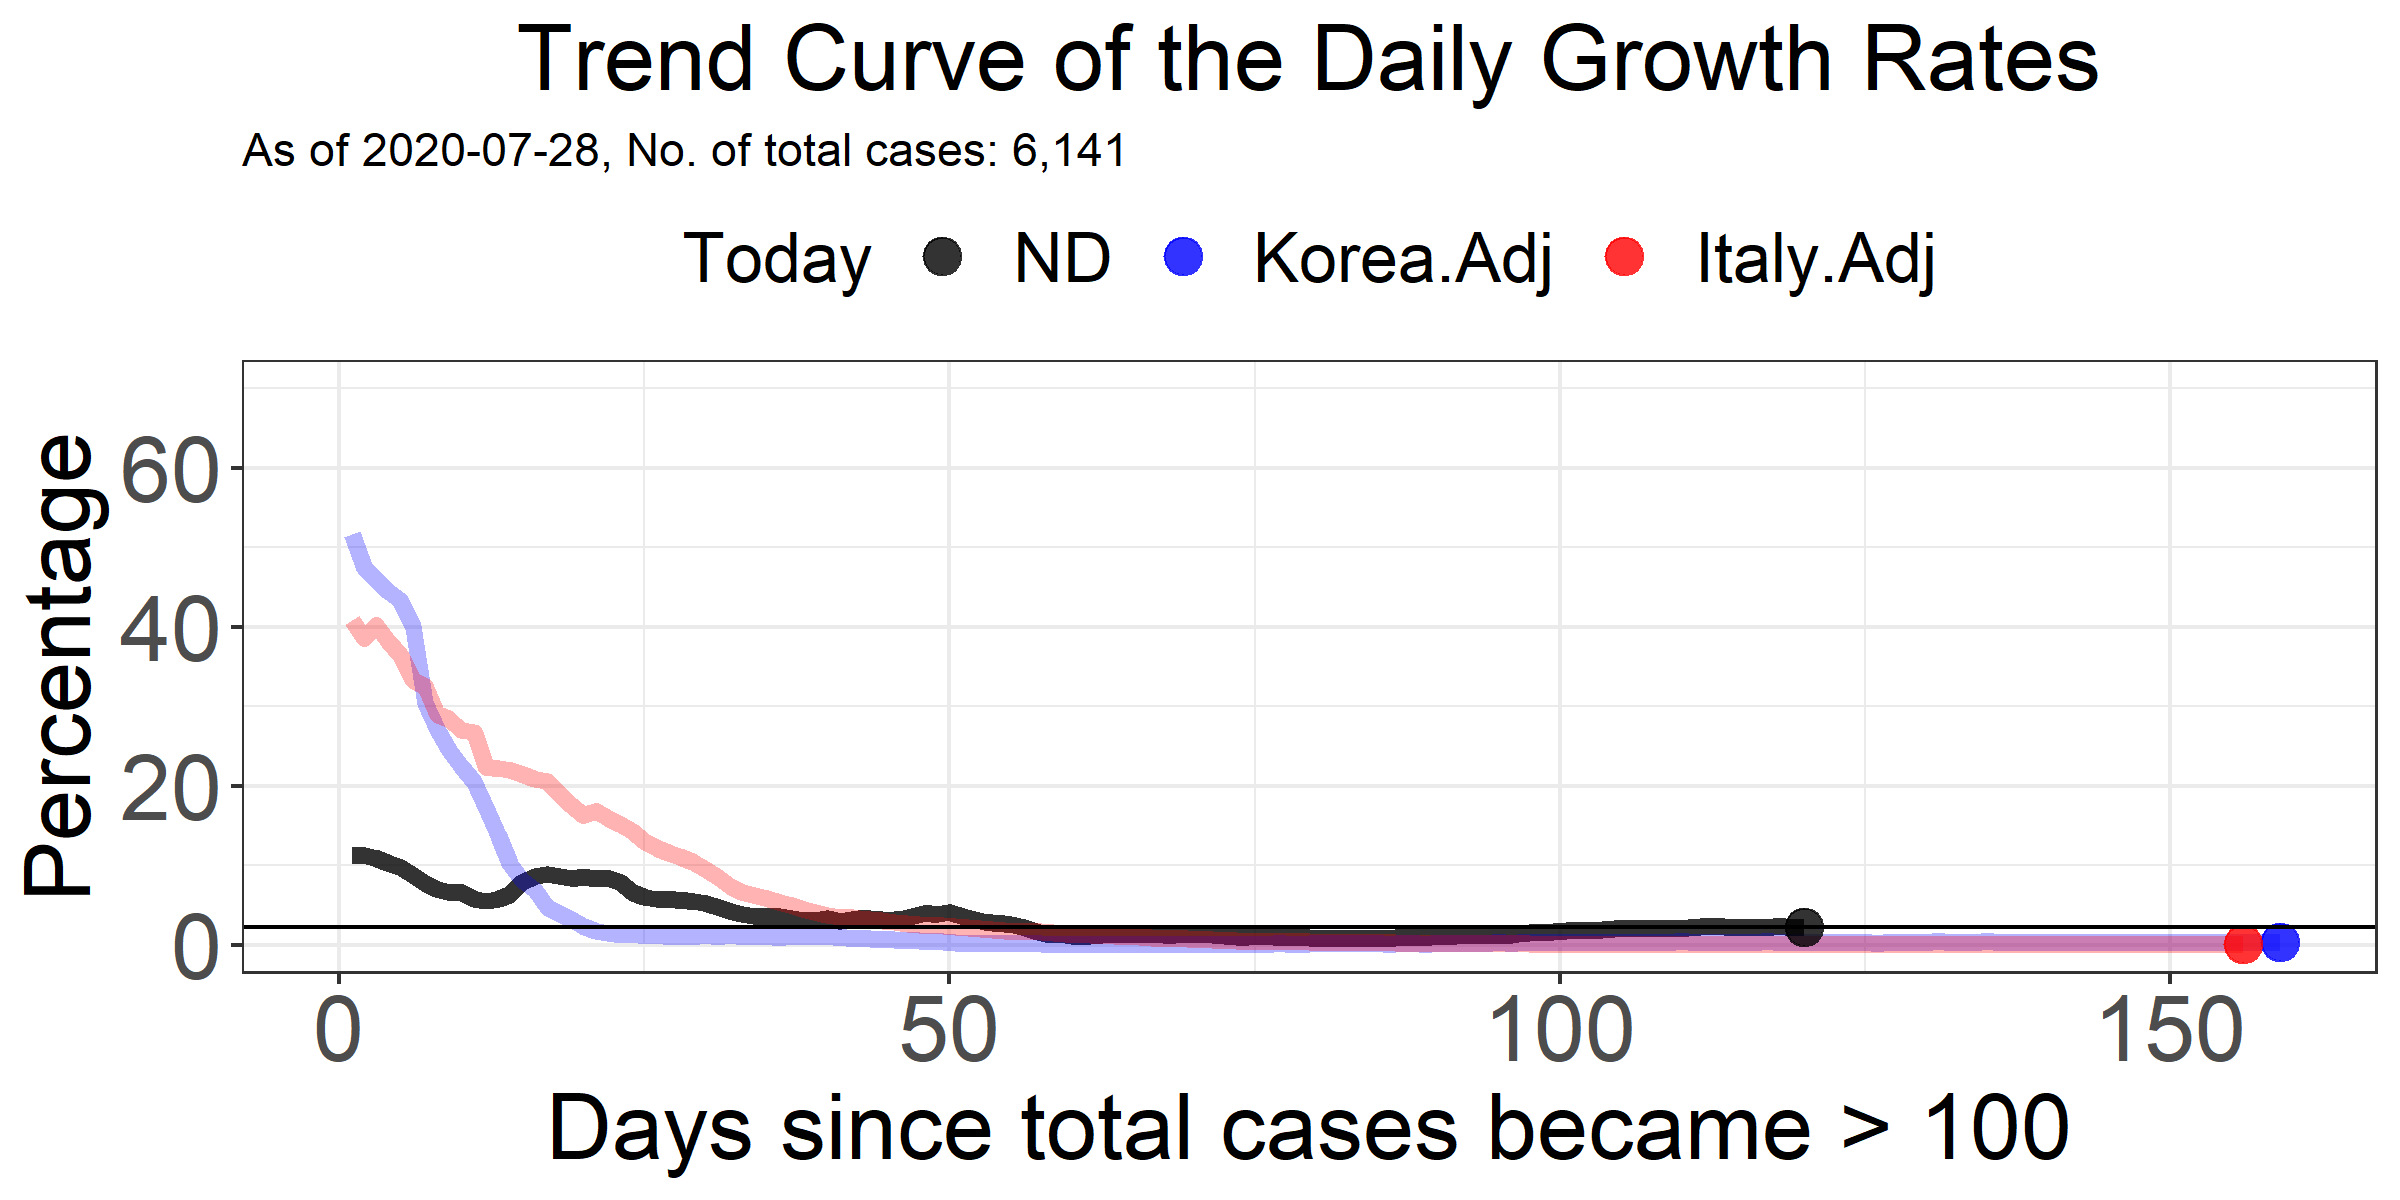 Trend Curve of the Daily Growth Rates
As of 2020-07-28, No. of total cases: 6,141
Today ND Korea.Adj Italy.Adj
Percentage
60
40
20
0
0 50 100 150
Days since total cases became > 100